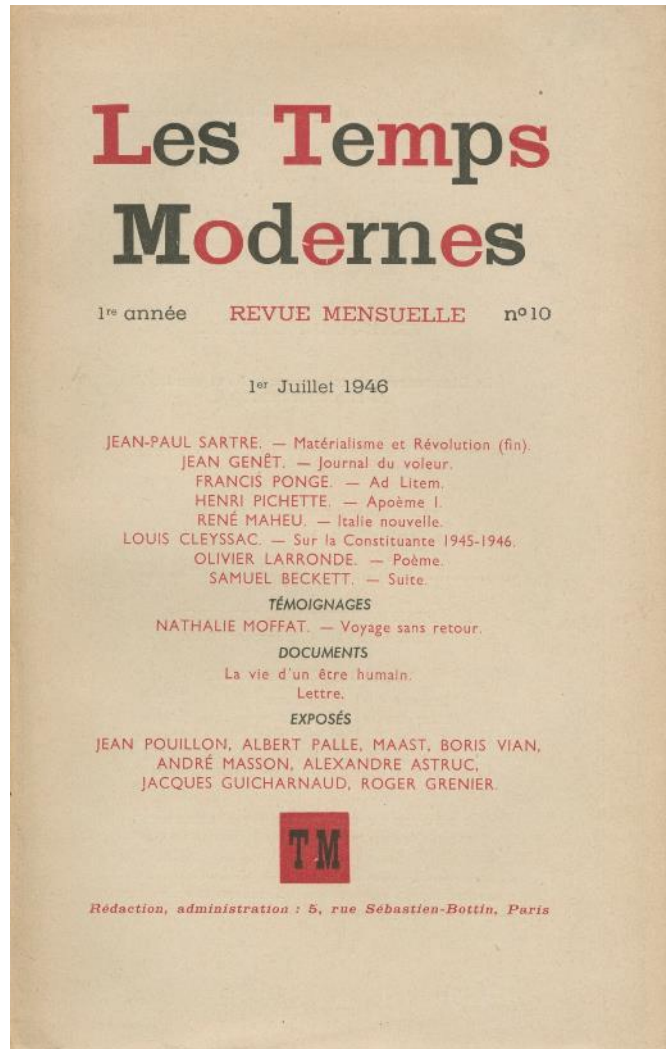 Les Temps
Modernes
1re année REVUE MENSUELLE nº 10
1er Juillet 1946
JEAN-PAUL SARTRE. — Matérialisme et Révolution (fin).
JEAN GENÊT. — Journal du voleur.
FRANCIS PONGE. — Ad Litem.
HENRI PICHETTE. — Apoème I.
RENÉ MAHEU. — Italie nouvelle.
LOUIS CLEYSSAC. — Sur la Constituante 1945-1946.
OLIVIER LARRONDE. — Poème.
SAMUEL BECKETT. — Suite.
TÉMOIGNAGES
NATHALIE MOFFAT. — Voyage sans retour.
DOCUMENTS
La vie d'un être humain.
Lettre.
EXPOSÉS
JEAN POUILLON, ALBERT PALLE, MAAST, BORIS VIAN,
ANDRÉ MASSON, ALEXANDRE ASTRUC,
JACQUES GUICHARNAUD, ROGER GRENIER.
TM
Rédaction, administration : 5, rue Sébastien-Bottin, Paris